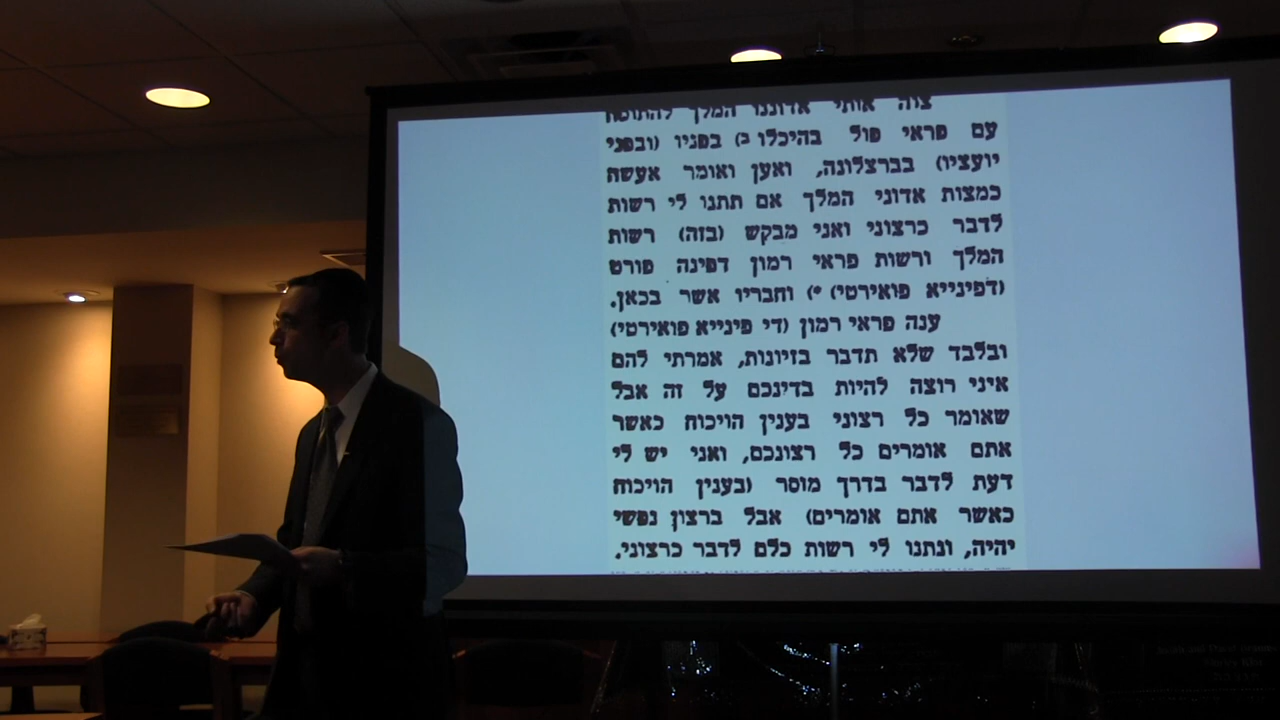 צוה אותי אדוננו המלך להתוכח
עם פראי פול בהיכלו ב) בפניו (ובפני
יועציו) בברצלונה, ואען ואומר אעשה
כמצות אדוני המלך אם תתנו לי רשות
לדבר כרצוני ואני מבקש (בזה) רשות
המלך ורשות פראי רמון דפינה פורט
(דפינייא פואירטי) וחבריו אשר בכאן.
ענה פראי רמון (די פינייא פואירטי)
ובלבד שלא תדבר בזיונות, אמרתי להם
איני רוצה להיות בדינכם על זה אבל
שאומר כל רצוני בענין הויכוח כאשר
אתם אומרים כל רצונכם, ואני יש לי
דעת לדבר בדרך מוסר (בענין הויכוח
כאשר אתם אומרים) אבל ברצון נפשי
יהיה, ונתנו לי רשות כלם לדבר כרצוני.